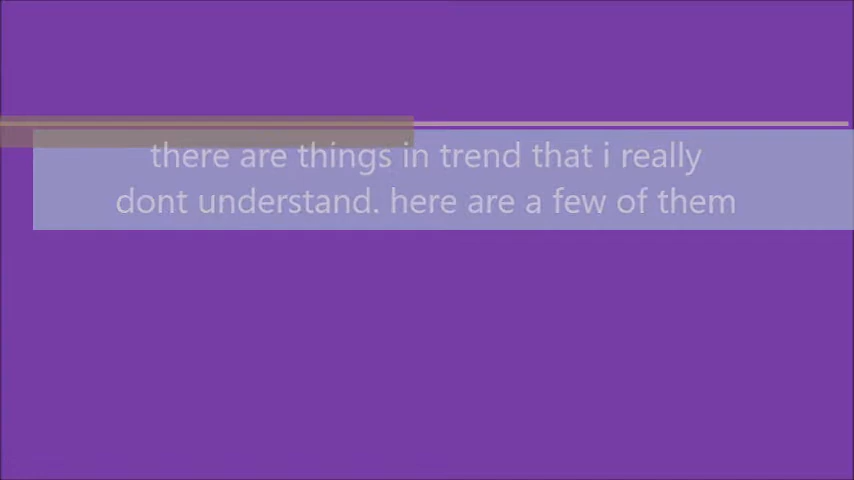 there are things in trend that i really
dont understand. here are a few of them